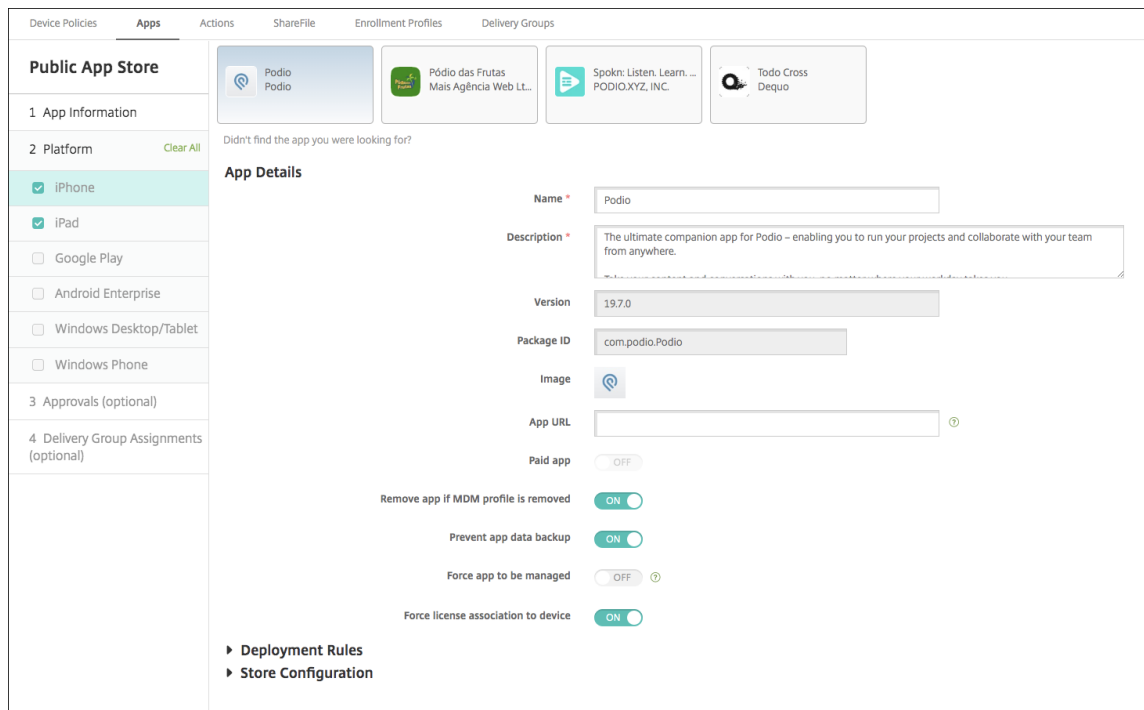 Device Policies Apps Actions ShareFile Enrollment Profiles Delivery Groups
Public App Store
1 App Information
2 Platform Clear All
iPhone
iPad
Google Play
Android Enterprise
Windows Desktop/Tablet
Windows Phone
3 Approvals (optional)
4 Delivery Group Assignments
(optional)
Podio
Podio
Pódio das Frutas
Mais Agência Web Lt...
Spokn: Listen. Learn. ...
PODIO.XYZ, INC.
Todo Cross
Dequo
Didn't find the app you were looking for?
App Details
Name * Podio
Description * The ultimate companion app for Podio – enabling you to run your projects and collaborate with your team
from anywhere.
Version 19.7.0
Package ID com.podio.Podio
Image
App URL
Paid app OFF
Remove app if MDM profile is removed ON
Prevent app data backup ON
Force app to be managed OFF
Force license association to device ON
Deployment Rules
Store Configuration